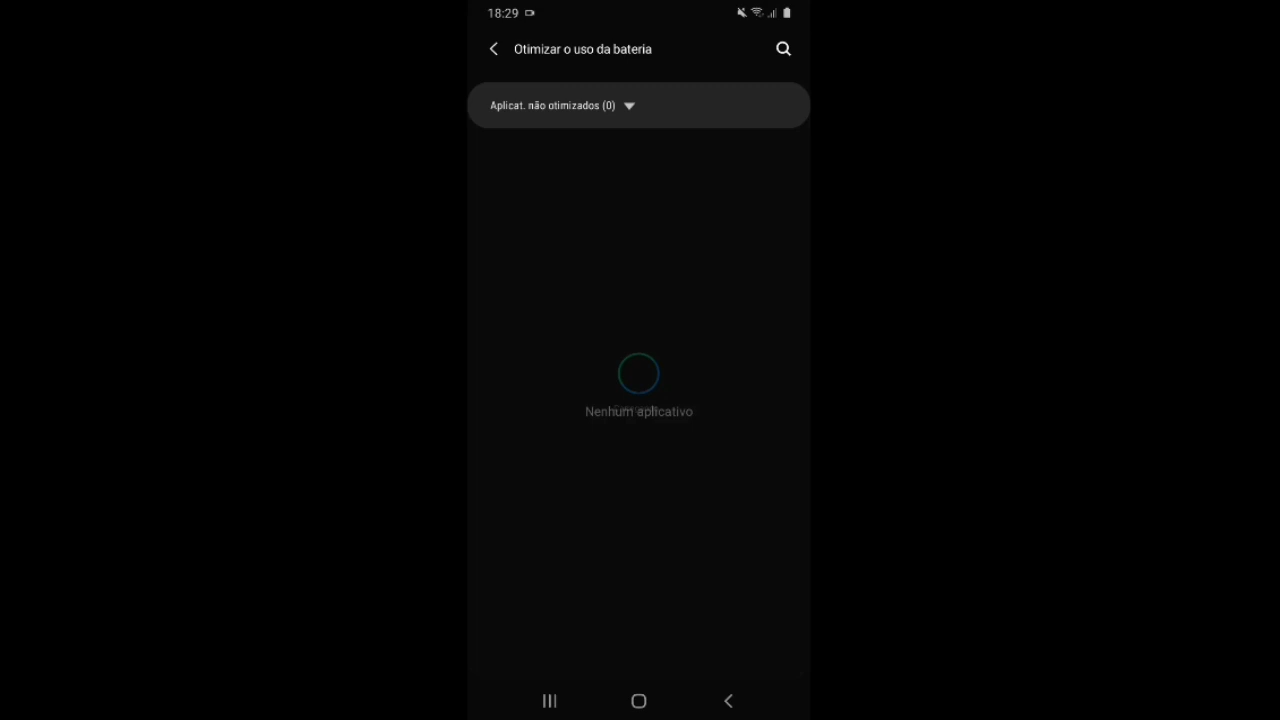 18:29
Otimizar o uso da bateria
Aplicat. não otimizados (0)
Nenhum aplicativo